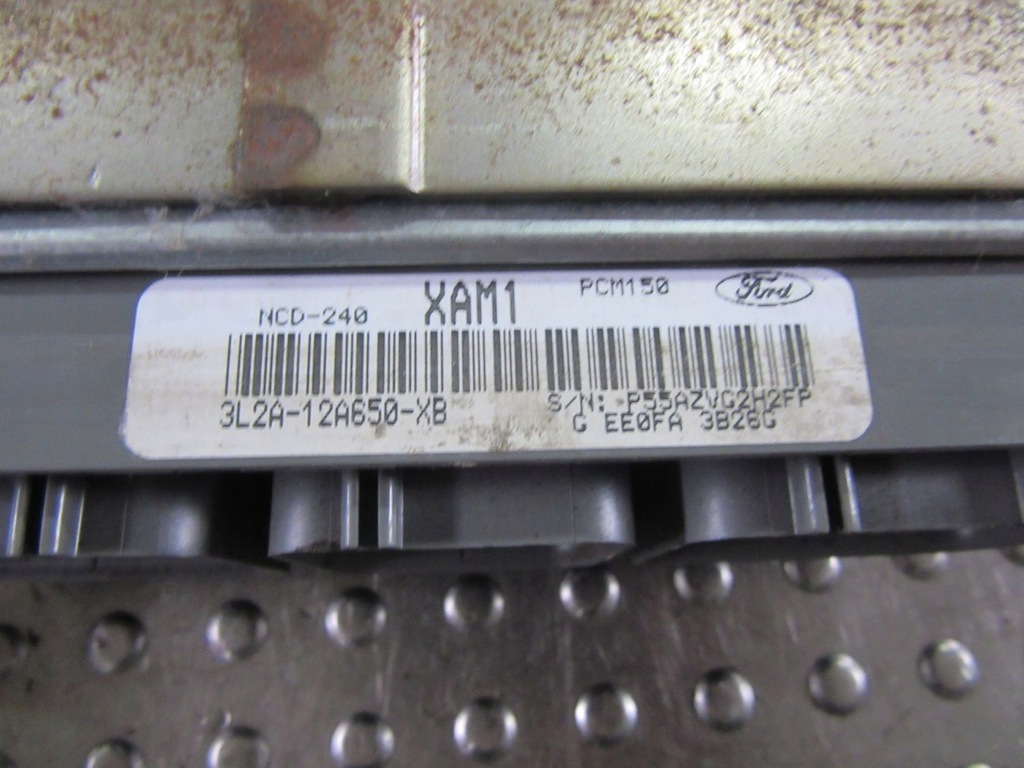 NCD-240 XAM1 PCM150 Ford
3L2A-12A650-XB S/N: P55AZVG2H2FP
G EE0FA 3B26G